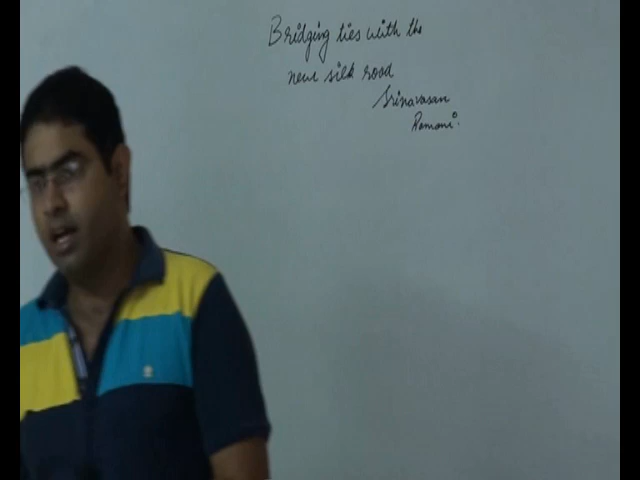 Bridging ties with the
new silk road
Srinavasan
Ramani.